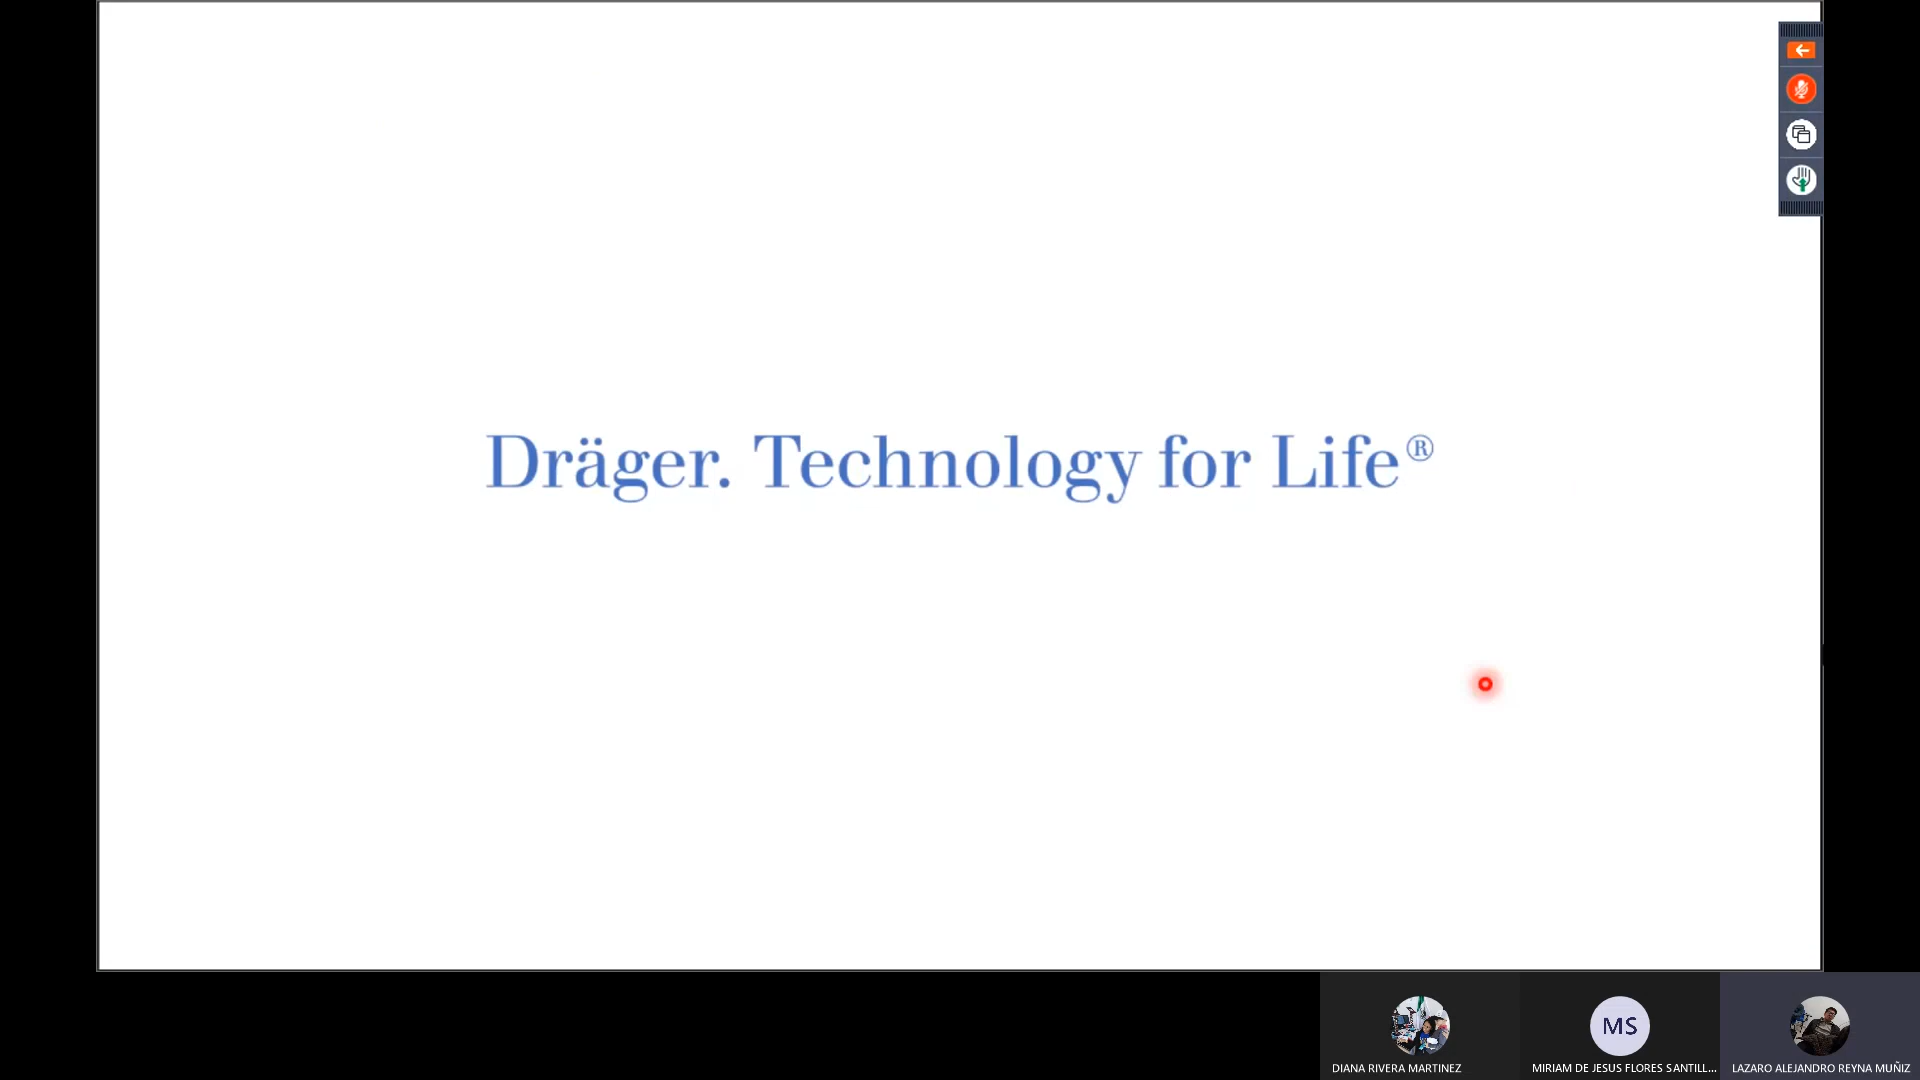 Dräger. Technology for Life®
MS
DIANA RIVERA MARTINEZ
MIRIAM DE JESUS FLORES SANTILL...
LAZARO ALEJANDRO REYNA MUÑIZ